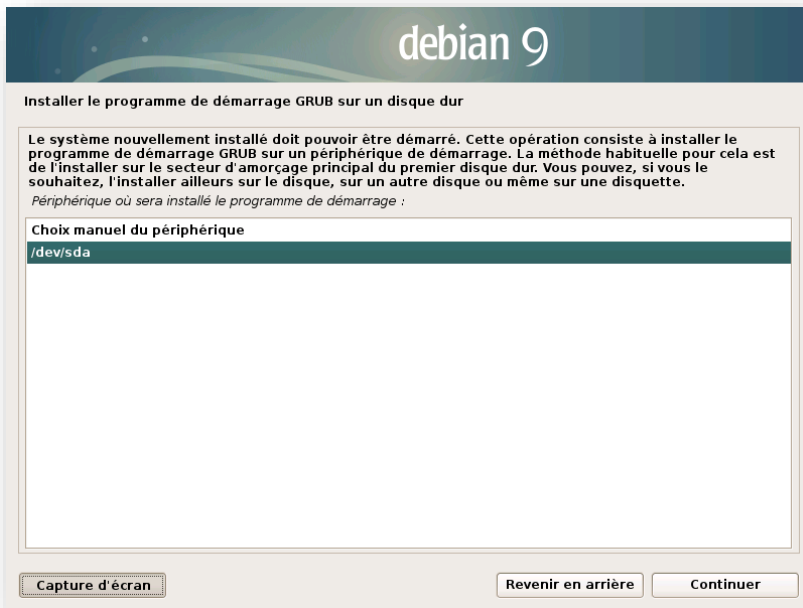 debian 9
Installer le programme de démarrage GRUB sur un disque dur
Le système nouvellement installé doit pouvoir être démarré. Cette opération consiste à installer le
programme de démarrage GRUB sur un périphérique de démarrage. La méthode habituelle pour cela est
de l'installer sur le secteur d'amorçage principal du premier disque dur. Vous pouvez, si vous le
souhaitez, l'installer ailleurs sur le disque, sur un autre disque ou même sur une disquette.
Périphérique où sera installé le programme de démarrage :
Choix manuel du périphérique
/dev/sda
Capture d'écran
Revenir en arrière
Continuer